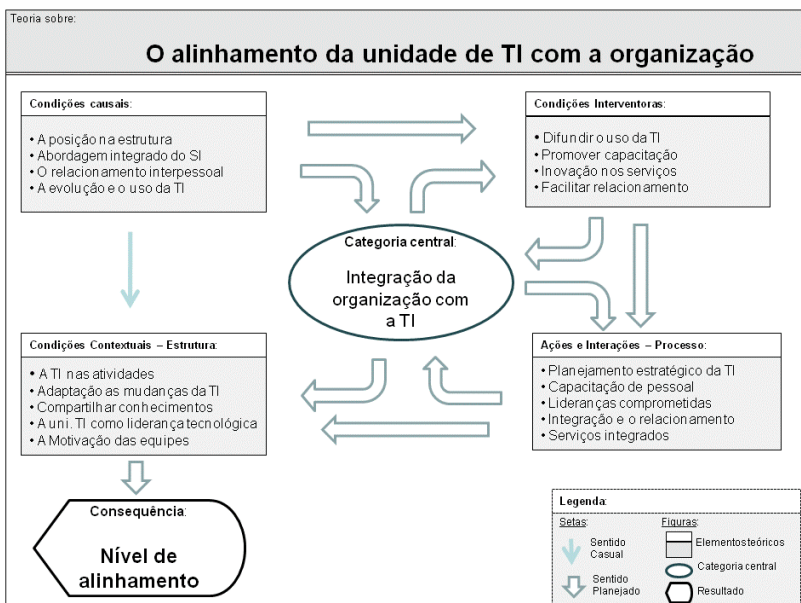 Teoria sobre:
O alinhamento da unidade de TI com a organização
Condições causais:
• A posição na estrutura
• Abordagem integrado do SI
• O relacionamento interpessoal
• A evolução e o uso da TI
Condições Interventoras:
• Difundir o uso da TI
• Promover capacitação
• Inovação nos serviços
• Facilitar relacionamento
Categoria central:
Integração da
organização com
a TI
Condições Contextuais – Estrutura:
• A TI nas atividades
• Adaptação as mudanças da TI
• Compartilhar conhecimentos
• A uni. TI como liderança tecnológica
• A Motivação das equipes
Ações e Interações – Processo:
• Planejamento estratégico da TI
• Capacitação de pessoal
• Lideranças comprometidas
• Integração e o relacionamento
• Serviços integrados
Consequência:
Nível de
alinhamento
Legenda:
Setas:
Sentido
Casual
Sentido
Planejado
Figuras:
Elementos teóricos
Categoria central
Resultado